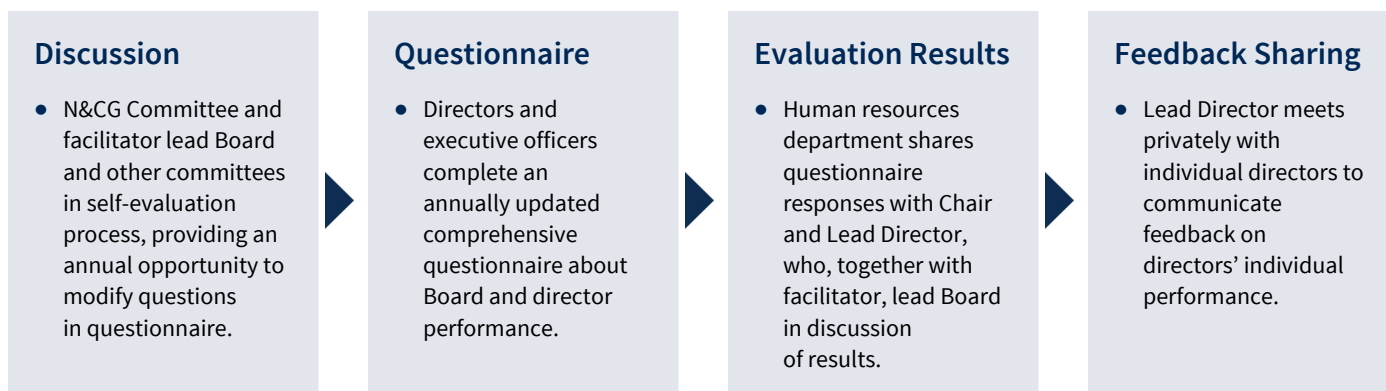 Discussion
• N&CG Committee and
facilitator lead Board
and other committees
in self-evaluation
process, providing an
annual opportunity to
modify questions
in questionnaire.
Questionnaire
• Directors and
executive officers
complete an
annually updated
comprehensive
questionnaire about
Board and director
performance.
Evaluation Results
• Human resources
department shares
questionnaire
responses with Chair
and Lead Director,
who, together with
facilitator, lead Board
in discussion
of results.
Feedback Sharing
• Lead Director meets
privately with
individual directors to
communicate
feedback on
directors’ individual
performance.